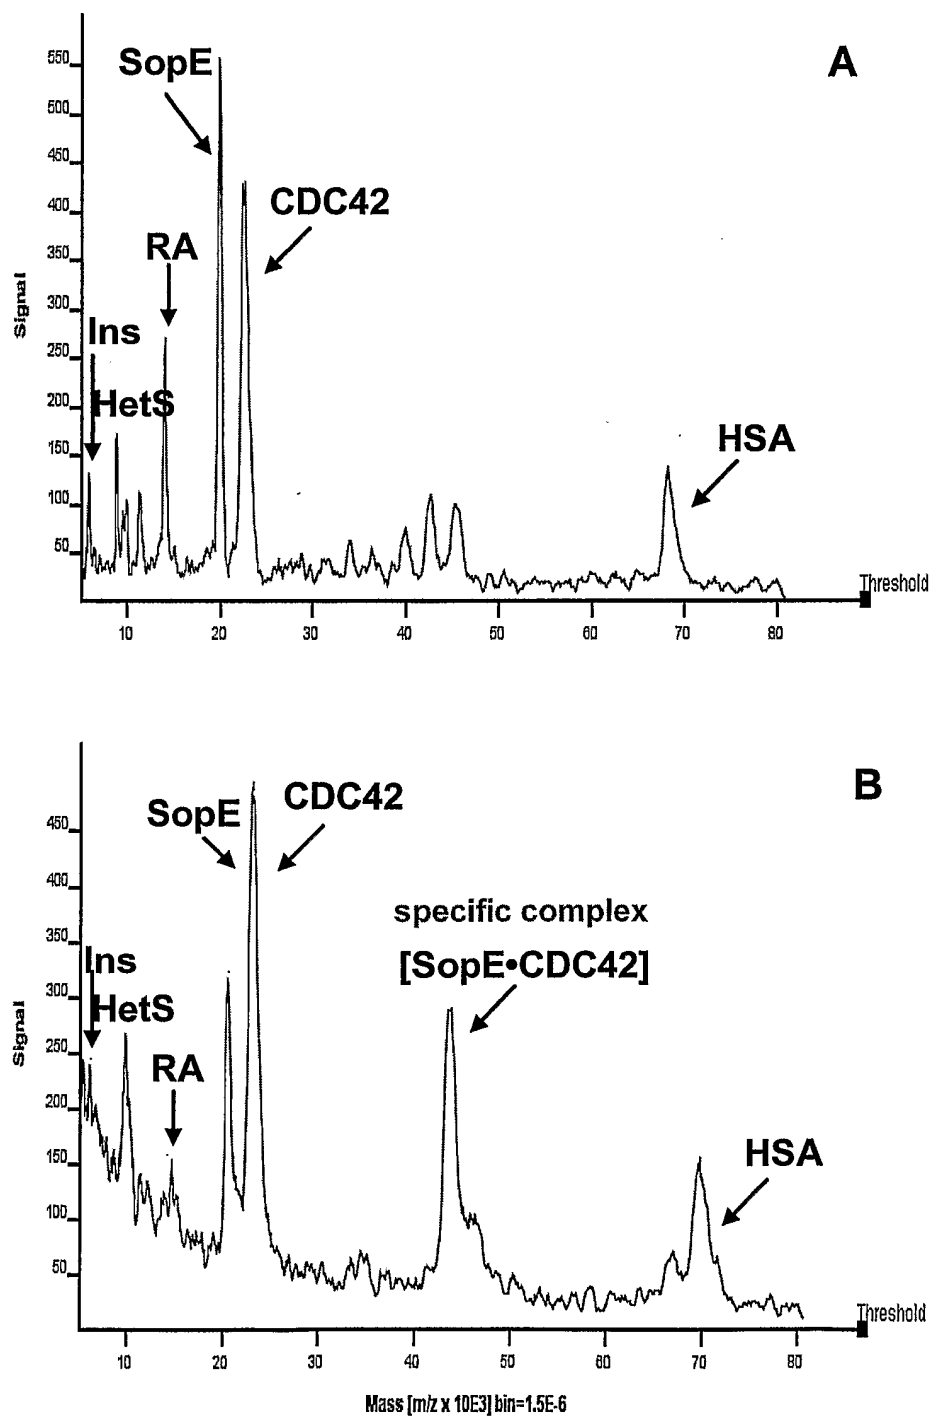 A
550
SopE
500
450
CDC42
400
RA
350
Signal
300
Ins
250
HetS
200
HSA
150
100
50
Threshold
10 20 30 40 50 60 70 80
B
SopE
CDC42
450
400
specific complex
350
[SopE•CDC42]
Ins
300
HetS
Signal
250
RA
200
150
HSA
100
50
Threshold
10 20 30 40 50 60 70 80
Mass [m/z x 10E3] bin=1.5E-6